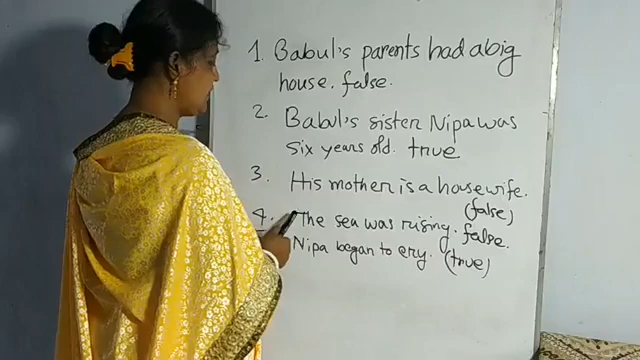 1. Babul's parents had a big
house. false.
2. Babul's sister Nipa was
six years old. true
3. His mother is a housewife.
(false)
4. The sea was rising. false.
Nipa began to cry. (true)